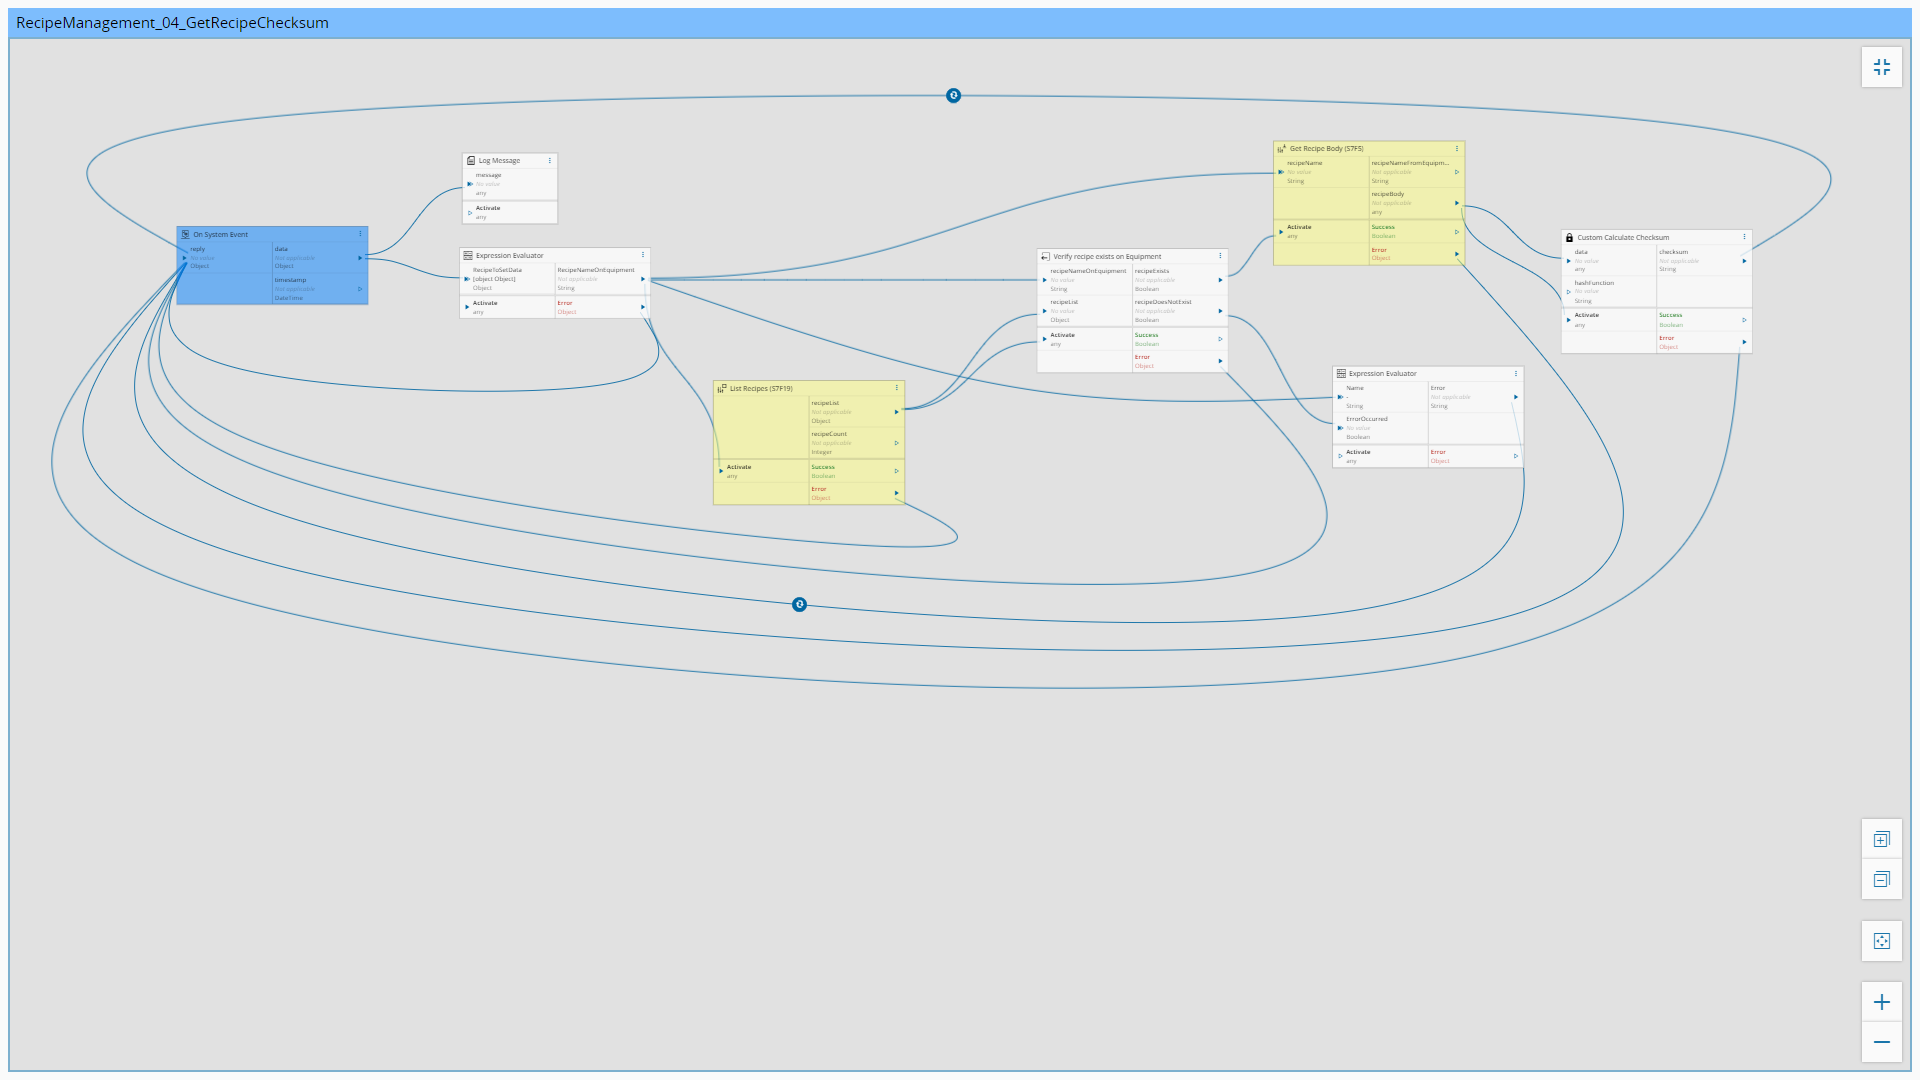 RecipeManagement_04_GetRecipeChecksum
Log Message
message
No value
any
Activate
any
On System Event
reply
No value
Object
data
Not applicable
Object
timestamp
Not applicable
DateTime
Expression Evaluator
RecipeToSetData
[object Object]
Object
RecipeNameOnEquipment
Not applicable
String
Activate
any
Error
Object
List Recipes (S7F19)
recipeList
Not applicable
Object
recipeCount
Not applicable
Integer
Activate
any
Success
Boolean
Error
Object
Verify recipe exists on Equipment
recipeNameOnEquipment
No value
String
recipeExists
Not applicable
Boolean
recipeList
No value
Object
recipeDoesNotExist
Not applicable
Boolean
Activate
any
Success
Boolean
Error
Object
Get Recipe Body (S7F5)
recipeName
No value
String
recipeNameFromEquipm...
Not applicable
String
recipeBody
Not applicable
any
Activate
any
Success
Boolean
Error
Object
Expression Evaluator
Name
-
String
Error
Not applicable
String
ErrorOccurred
No value
Boolean
Activate
any
Error
Object
Custom Calculate Checksum
data
No value
any
checksum
Not applicable
String
hashFunction
No value
String
Activate
any
Success
Boolean
Error
Object